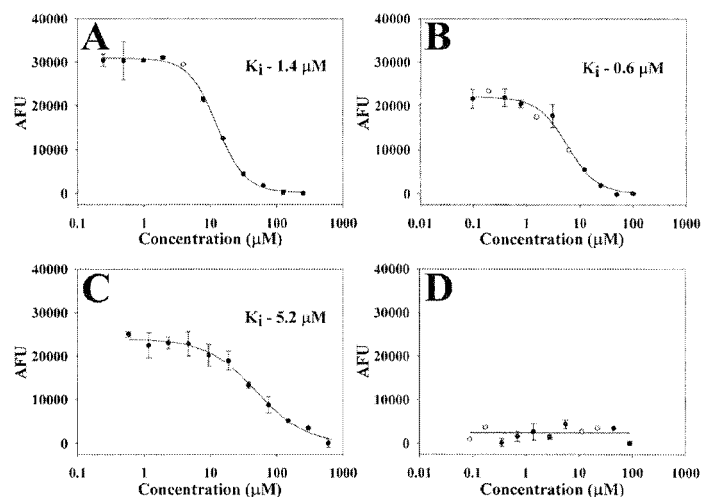 A
Ki - 1.4 µM
AFU
40000
30000
20000
10000
0
0.1 1 10 100 1000
Concentration (µM)
B
Ki - 0.6 µM
AFU
40000
30000
20000
10000
0
0.01 0.1 1 10 100 1000
Concentration (µM)
C
Ki - 5.2 µM
AFU
40000
30000
20000
10000
0
0.1 1 10 100 1000
Concentration (µM)
D
AFU
40000
30000
20000
10000
0
0.01 0.1 1 10 100 1000
Concentration (µM)